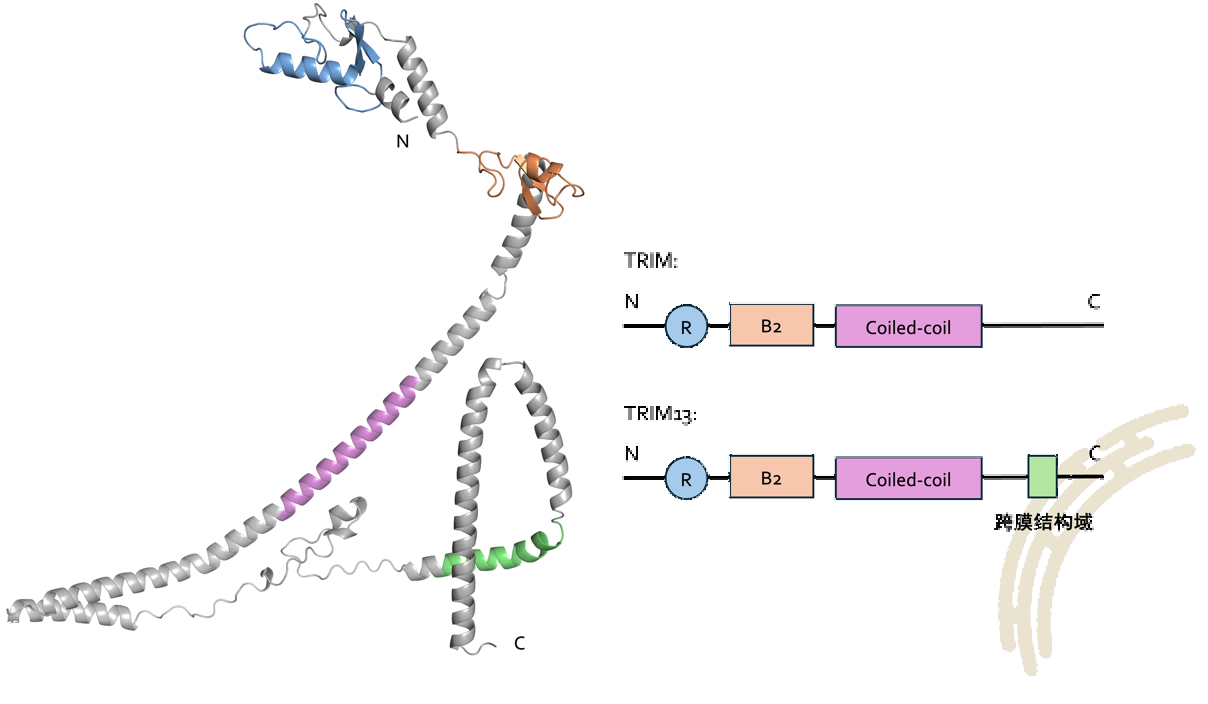 N
C
TRIM:
N
C
R
B2
Coiled-coil
TRIM13:
N
C
R
B2
Coiled-coil
跨膜结构域